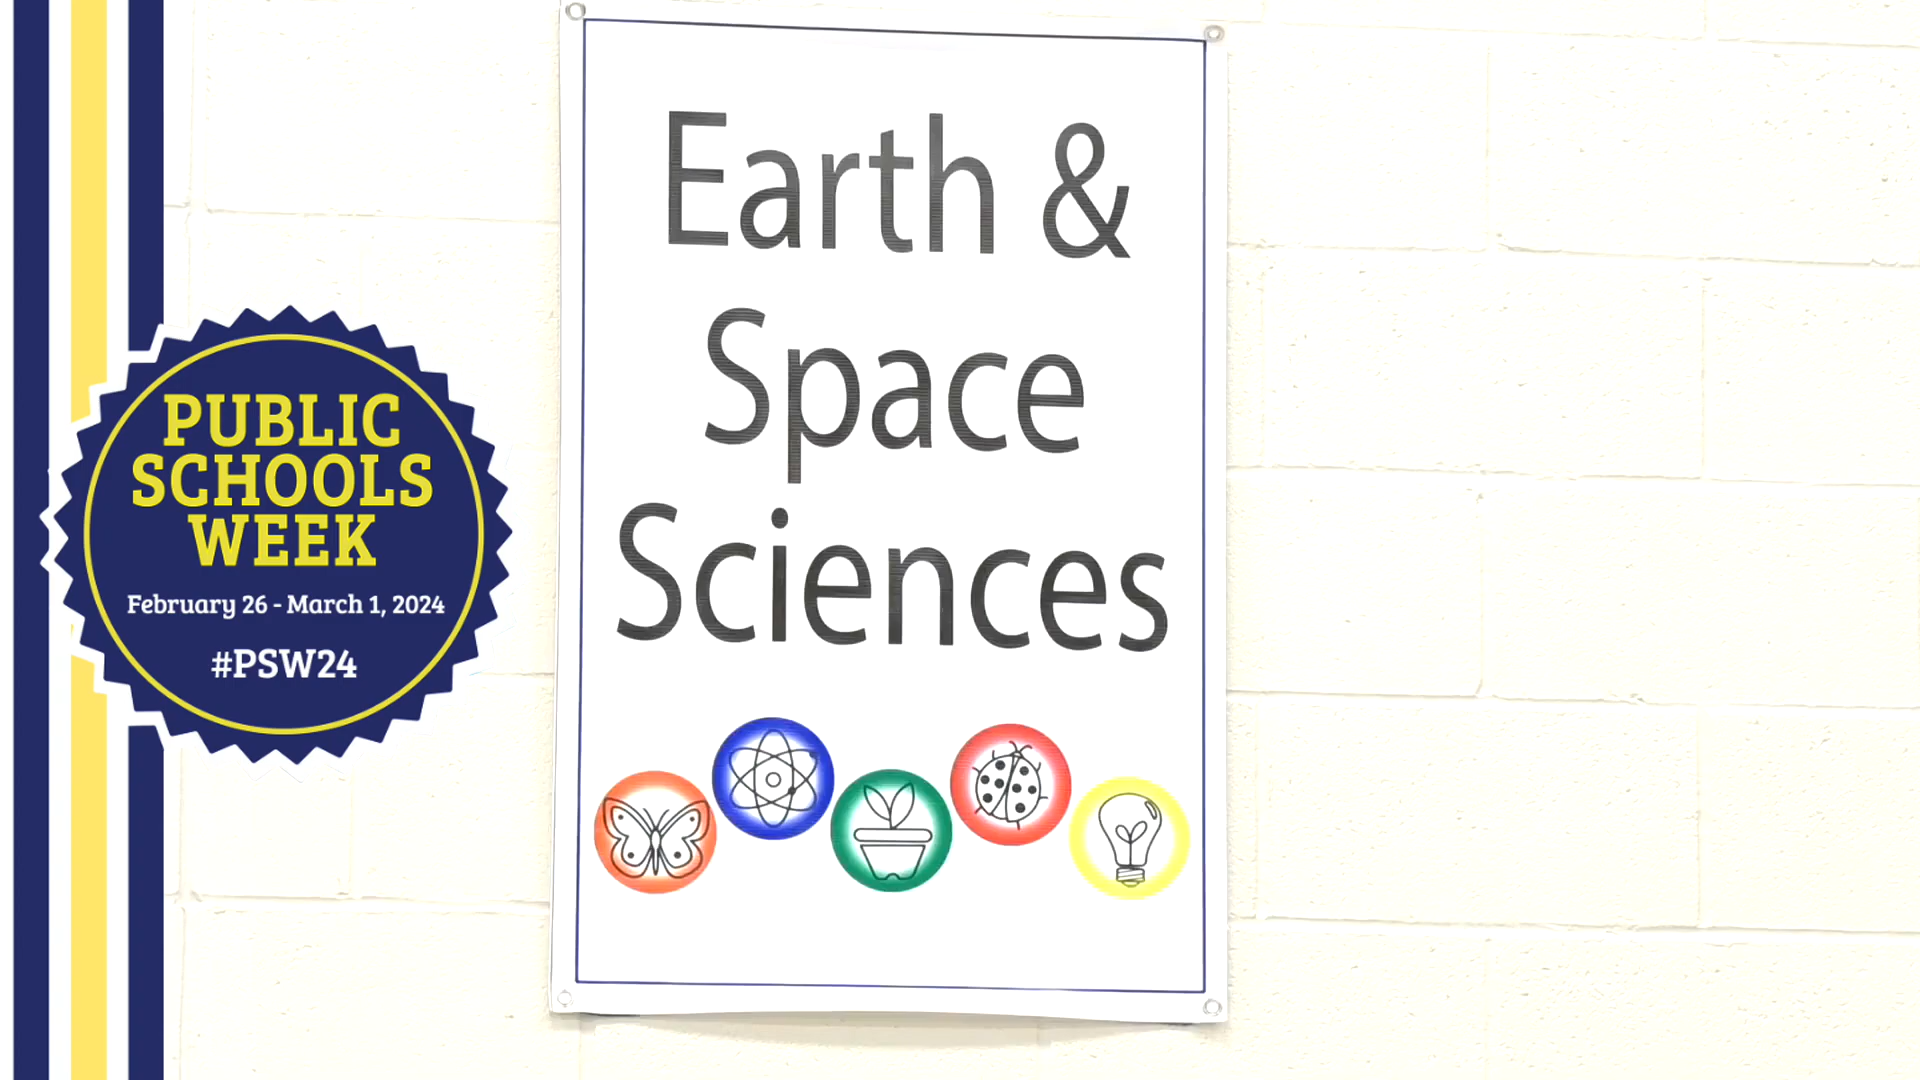 PUBLIC
SCHOOLS
WEEK
February 26 - March 1, 2024
#PSW24
Earth &
Space
Sciences